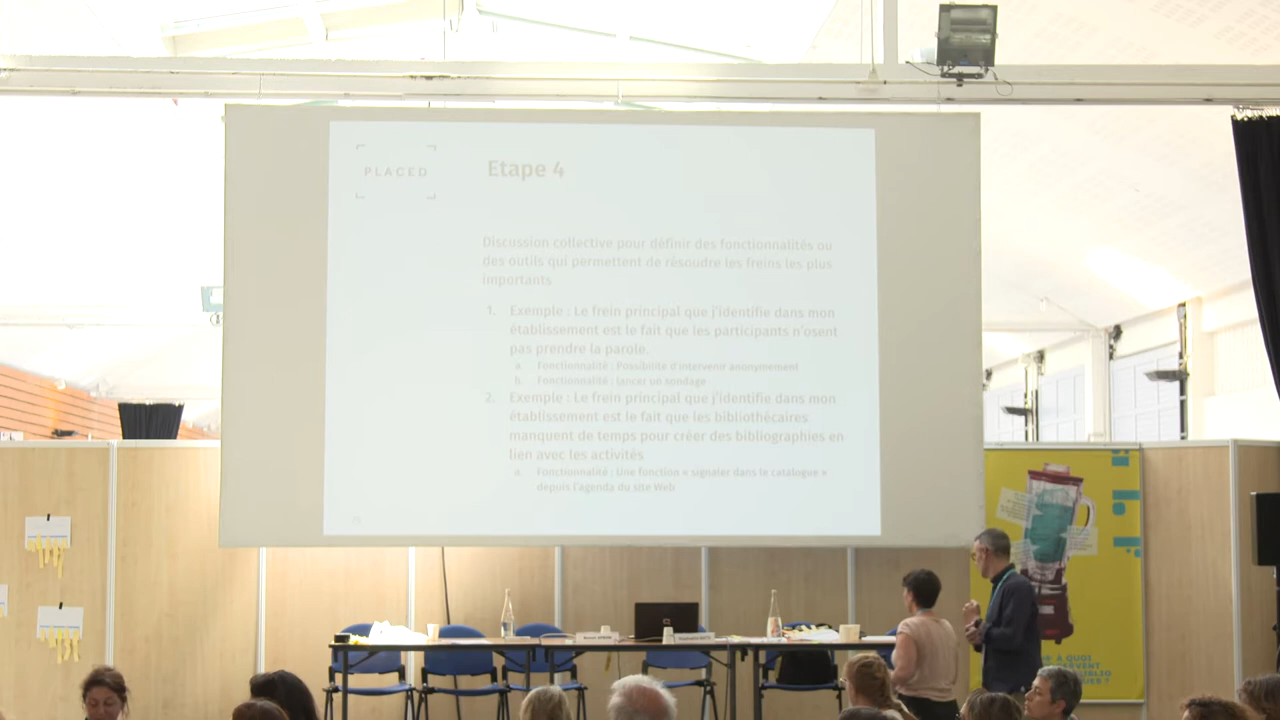 PLACED
Etape 4
Discussion collective pour définir des fonctionnalités ou
des outils qui permettent de résoudre les freins les plus
importants
1. Exemple : Le frein principal que j'identifie dans mon
établissement est le fait que les participants n'osent
pas prendre la parole.
a. Fonctionnalité : Possibilité d'intervenir anonymement
b. Fonctionnalité : lancer un sondage
2. Exemple : Le frein principal que j'identifie dans mon
établissement est le fait que les bibliothécaires
manquent de temps pour créer des bibliographies en
lien avec les activités
a. Fonctionnalité : Une fonction « signaler dans le catalogue »
depuis l'agenda du site Web
À QUOI